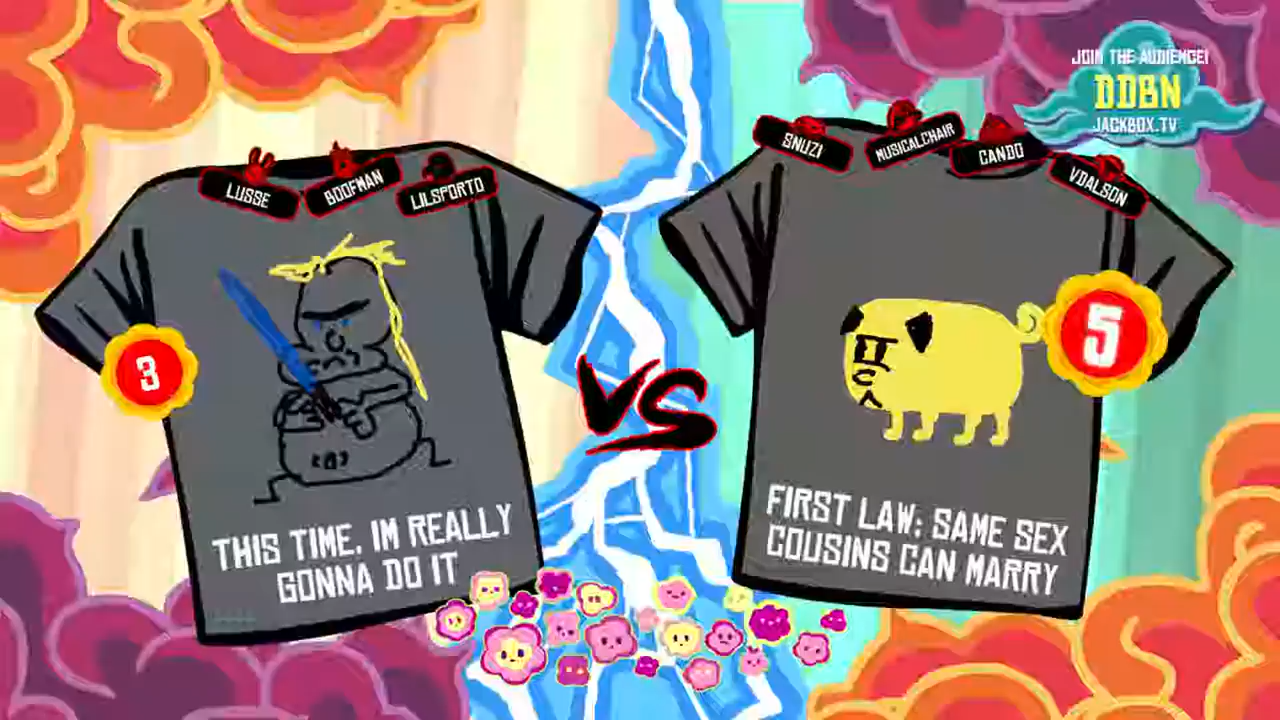 JOIN THE AUDIENCE!
DDBN
JACKBOX.TV
LUSSE
BOOFMAN
LILSPORTO
3
THIS TIME, IM REALLY
GONNA DO IT
VS
SNUZI
MUSICALCHAIR
CANDO
VDALSON
5
FIRST LAW: SAME SEX
COUSINS CAN MARRY